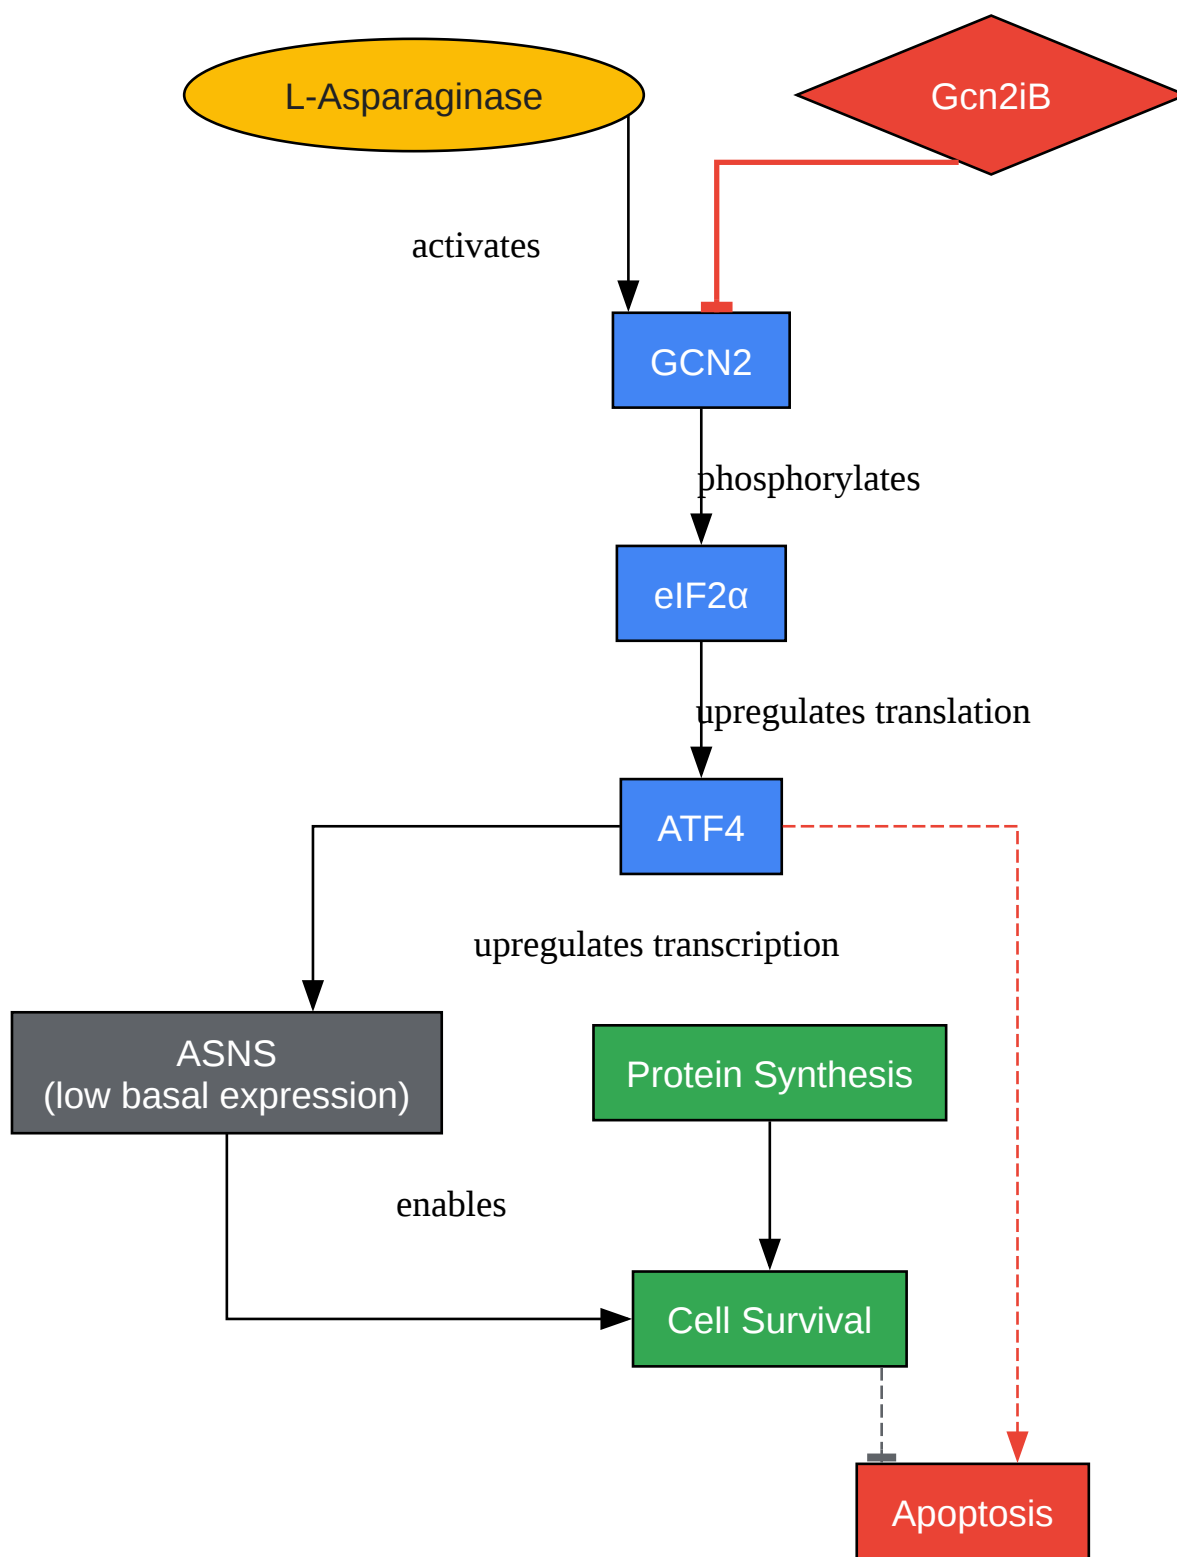 L-Asparaginase
Gcn2iB
activates
GCN2
phosphorylates
eIF2α
upregulates translation
ATF4
upregulates transcription
ASNS
(low basal expression)
Protein Synthesis
enables
Cell Survival
Apoptosis